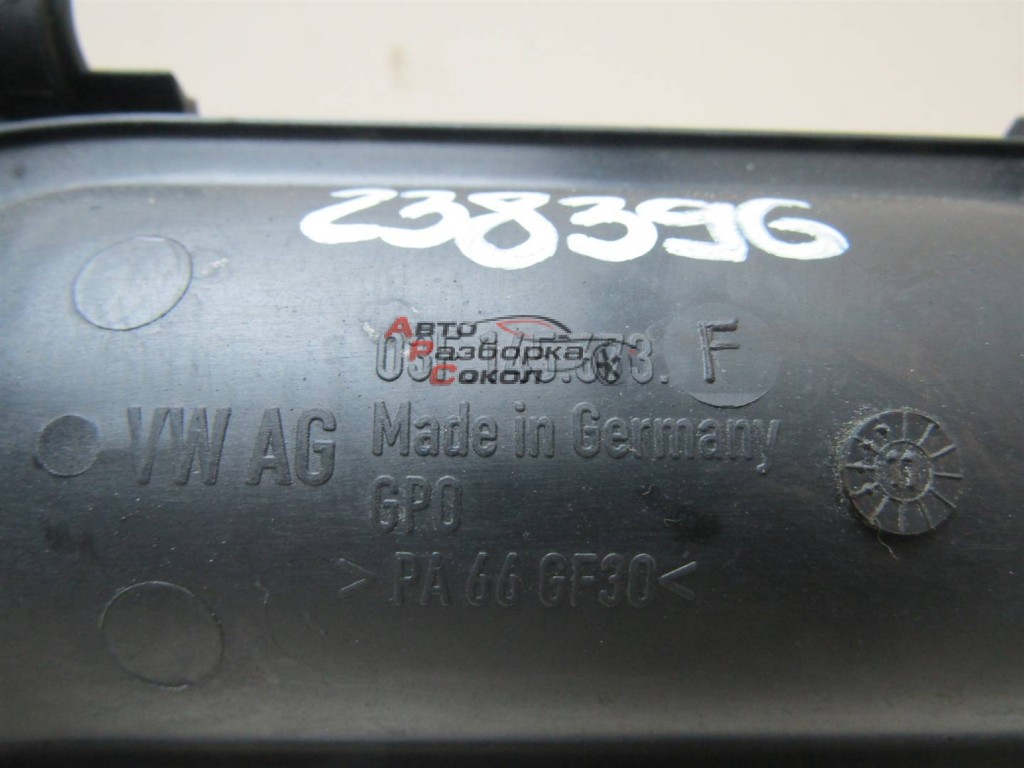 238396
Авто
Разборка
Сокол
F
VW AG
Made in Germany
GPO
>PA 66 GF30<